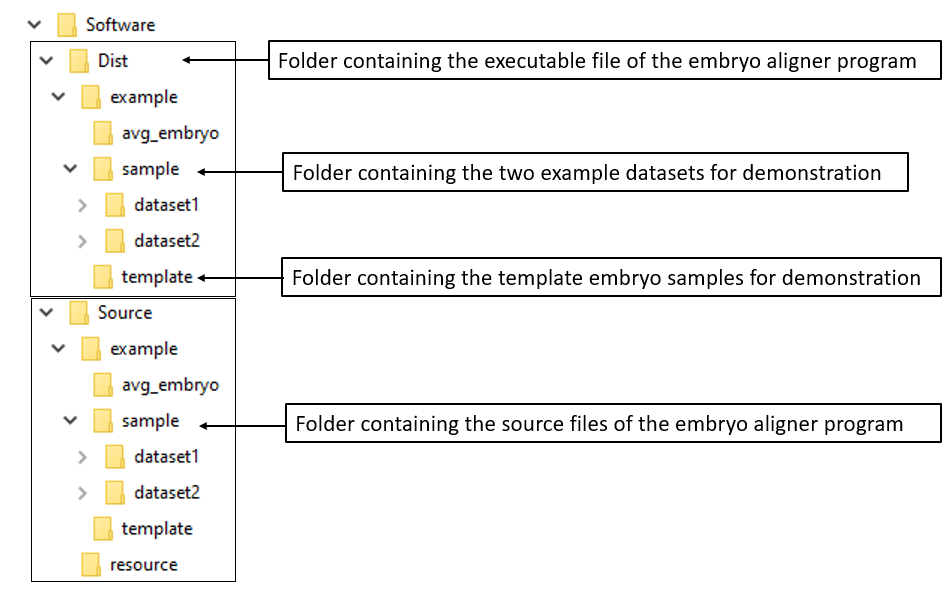 Software
Dist
Folder containing the executable file of the embryo aligner program
example
avg_embryo
sample
Folder containing the two example datasets for demonstration
dataset1
dataset2
template
Folder containing the template embryo samples for demonstration
Source
example
avg_embryo
sample
Folder containing the source files of the embryo aligner program
dataset1
dataset2
template
resource